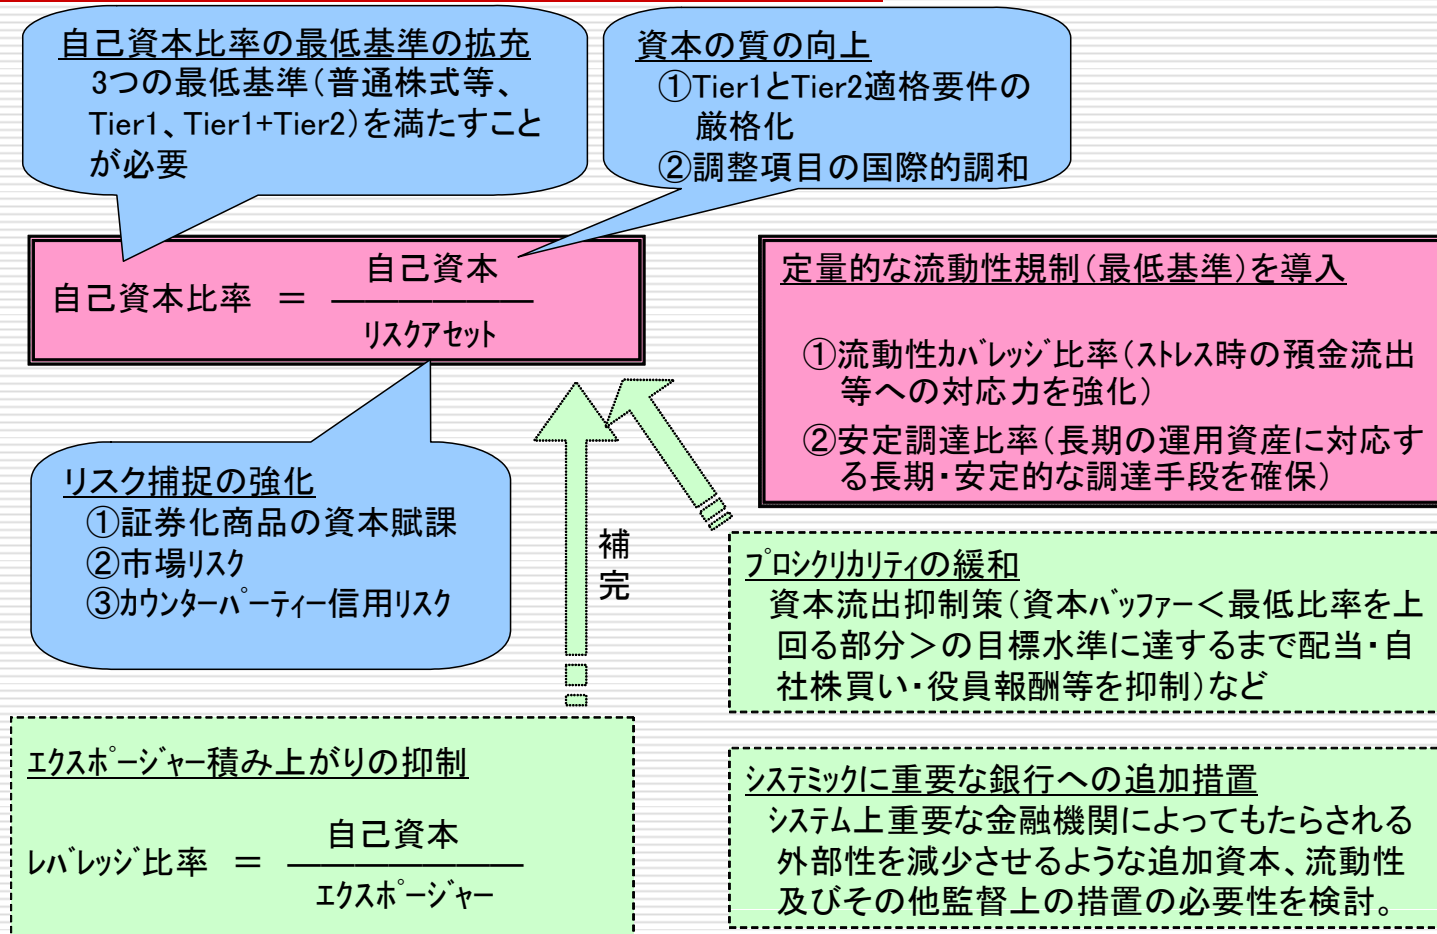 自己資本比率の最低基準の拡充
3つの最低基準（普通株式等、
Tier1、Tier1+Tier2）を満たすこと
が必要
資本の質の向上
①Tier1とTier2適格要件の
厳格化
②調整項目の国際的調和
自己資本比率 ＝ 自己資本
リスクアセット
定量的な流動性規制（最低基準）を導入
①流動性ｶﾊﾞﾚｯｼﾞ比率（ｽﾄﾚｽ時の預金流出
等への対応力を強化）
②安定調達比率（長期の運用資産に対応す
る長期・安定的な調達手段を確保）
リスク捕捉の強化
①証券化商品の資本賦課
②市場リスク
③カウンターパーティー信用リスク
補
完
ﾌﾟﾛｼｸﾘｶﾘﾃｨの緩和
資本流出抑制策（資本ﾊﾞｯﾌｧｰ＜最低比率を上
回る部分＞の目標水準に達するまで配当・自
社株買い・役員報酬等を抑制）など
ｴｸｽﾎﾟｰｼﾞｬｰ積み上がりの抑制
ﾚﾊﾞﾚｯｼﾞ比率 ＝ 自己資本
ｴｸｽﾎﾟｰｼﾞｬｰ
ｼｽﾃﾐｯｸに重要な銀行への追加措置
ｼｽﾃﾑ上重要な金融機関によってもたらされる
外部性を減少させるような追加資本、流動性
及びその他監督上の措置の必要性を検討。